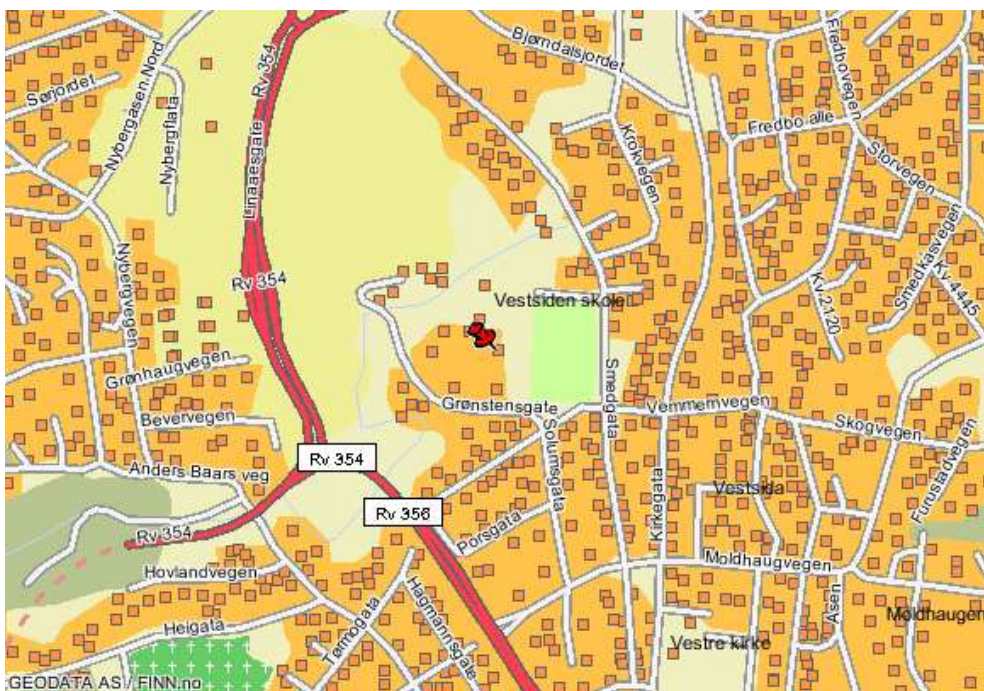 Bjørndalsjordet
Fredbovegen
Rv 354
Nybergåsen Nord
Sørjordet
Nybergflata
Linaaesgate
Krokvegen
Fredbo alle
Storvegen
Smedkåsvegen
Kv 4445
Kv 2120
Nybergvegen
Rv 354
Vestsiden skole
Smedgata
Grønhaugvegen
Bevervegen
Grønstensgate
Vemmemvegen
Skogvegen
Solumsgata
Kirkegata
Furustadvegen
Rv 354
Anders Baars veg
Vestsida
Rv 356
Rv 354
Porsgata
Moldhaugvegen
Hovlandvegen
Åsen
Moldhaugen
Heigata
Tormogata
Hagmannsgate
Vestre kirke
GEODATA AS / FINN.no